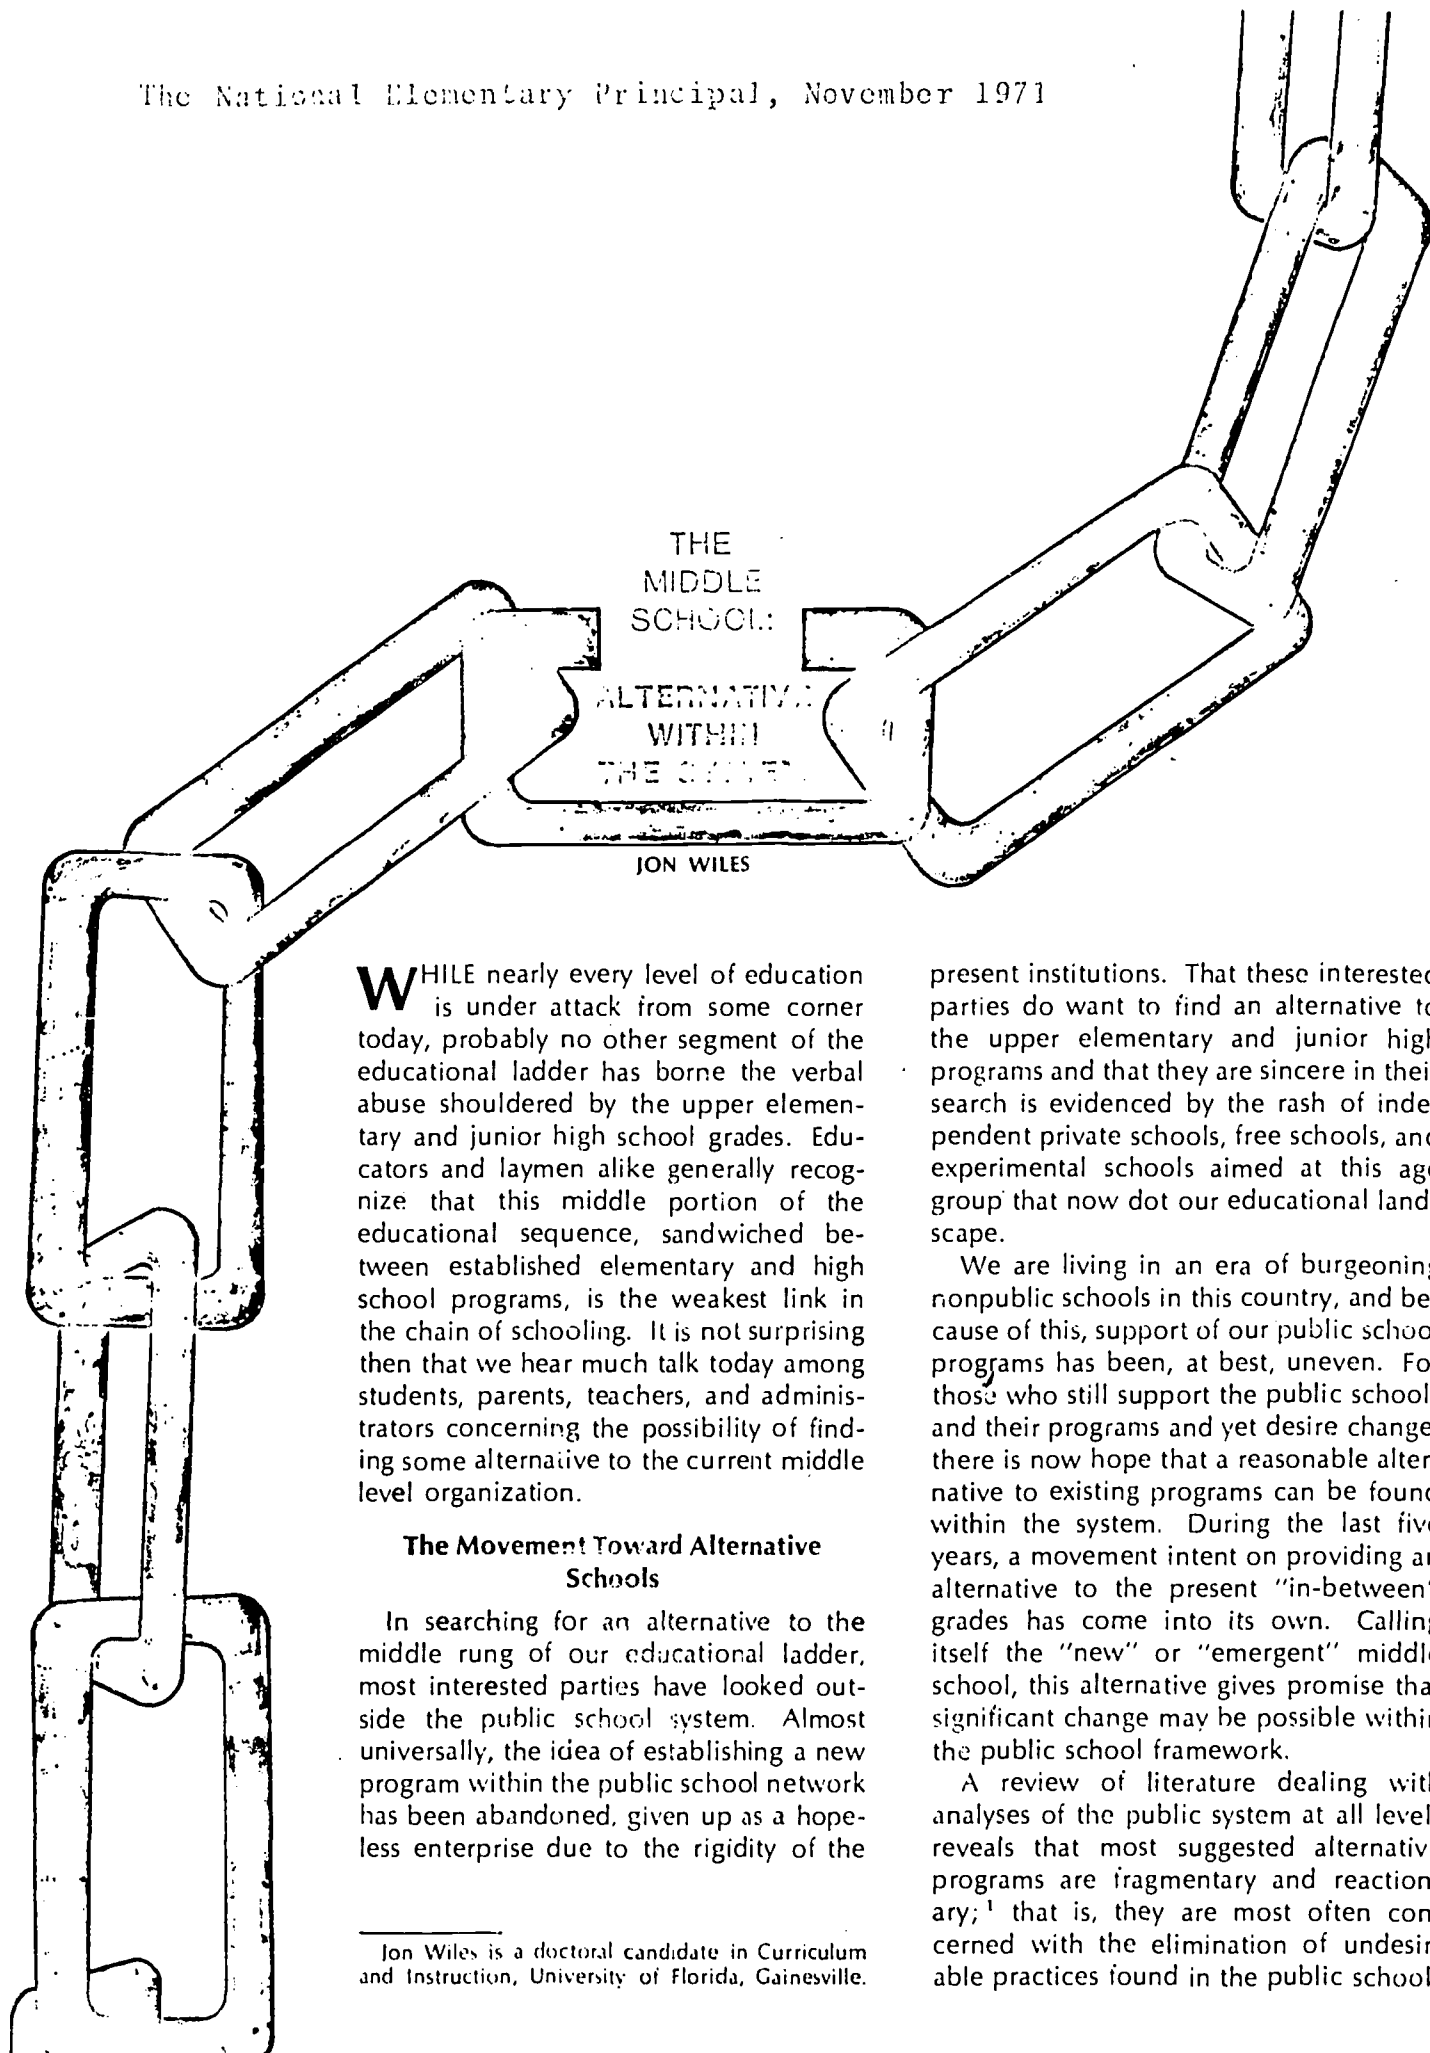 The National Elementary Principal, November 1971
THE
MIDDLE
SCHOOL:
ALTERNATIVE
WITHIN
THE
JON WILES
WHILE nearly every level of education
is under attack from some corner
today, probably no other segment of the
educational ladder has borne the verbal
abuse shouldered by the upper elemen-
tary and junior high school grades. Edu-
cators and laymen alike generally recog-
nize that this middle portion of the
educational sequence, sandwiched be-
tween established elementary and high
school programs, is the weakest link in
the chain of schooling. It is not surprising
then that we hear much talk today among
students, parents, teachers, and adminis-
trators concerning the possibility of find-
ing some alternative to the current middle
level organization.
The Movement Toward Alternative
Schools
In searching for an alternative to the
middle rung of our educational ladder,
most interested parties have looked out-
side the public school system. Almost
universally, the idea of establishing a new
program within the public school network
has been abandoned, given up as a hope-
less enterprise due to the rigidity of the
Jon Wiles is a doctoral candidate in Curriculum
and Instruction, University of Florida, Gainesville.
present institutions. That these interested
parties do want to find an alternative to
the upper elementary and junior high
programs and that they are sincere in thei
search is evidenced by the rash of inde
pendent private schools, free schools, and
experimental schools aimed at this age
group that now dot our educational land
scape.
We are living in an era of burgeoning
nonpublic schools in this country, and be
cause of this, support of our public schoo
programs has been, at best, uneven. Fo
those who still support the public school
and their programs and yet desire change
there is now hope that a reasonable alter
native to existing programs can be found
within the system. During the last five
years, a movement intent on providing an
alternative to the present "in-between"
grades has come into its own. Calling
itself the "new" or "emergent" middle
school, this alternative gives promise tha
significant change may be possible within
the public school framework.
A review of literature dealing with
analyses of the public system at all level
reveals that most suggested alternativ
programs are fragmentary and reaction
ary;¹ that is, they are most often con
cerned with the elimination of undesir
able practices found in the public school